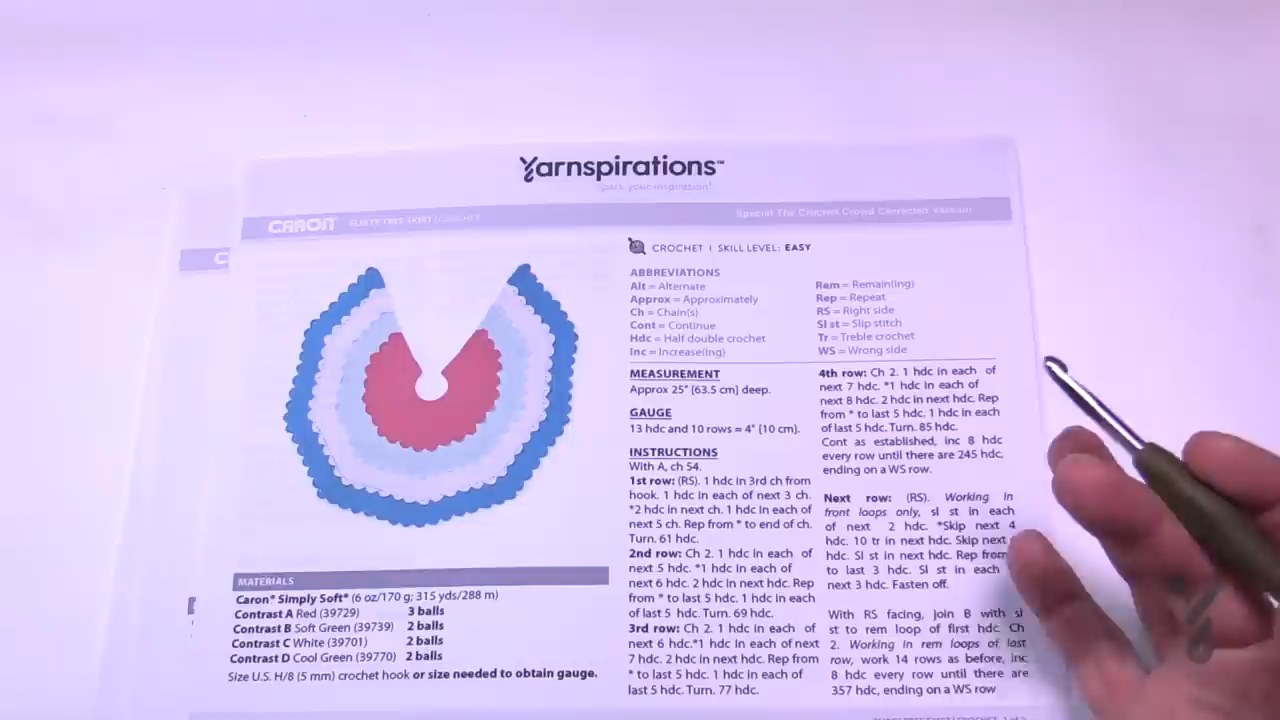 Yarnspirations™
spark your inspiration!
CARON FLIRTY TREE SKIRT | CROCHET
Special The Crochet Crowd Corrected Version
C
CROCHET I SKILL LEVEL: EASY
ABBREVIATIONS
Alt = Alternate
Approx = Approximately
Ch = Chain(s)
Cont = Continue
Hdc = Half double crochet
Inc = Increase(ing)
Rem = Remain(ing)
Rep = Repeat
RS = Right side
Sl st = Slip stitch
Tr = Treble crochet
WS = Wrong side
MEASUREMENT
Approx 25" [63.5 cm] deep.
GAUGE
13 hdc and 10 rows = 4" [10 cm].
INSTRUCTIONS
With A, ch 54.
1st row: (RS). 1 hdc in 3rd ch from
hook. 1 hdc in each of next 3 ch.
*2 hdc in next ch. 1 hdc in each of
next 5 ch. Rep from * to end of ch.
Turn. 61 hdc.
2nd row: Ch 2. 1 hdc in each of
next 5 hdc. *1 hdc in each of
next 6 hdc. 2 hdc in next hdc. Rep
from * to last 5 hdc. 1 hdc in each
of last 5 hdc. Turn. 69 hdc.
3rd row: Ch 2. 1 hdc in each of
next 6 hdc.*1 hdc in each of next
7 hdc. 2 hdc in next hdc. Rep from
* to last 5 hdc. 1 hdc in each of
last 5 hdc. Turn. 77 hdc.
4th row: Ch 2. 1 hdc in each of
next 7 hdc. *1 hdc in each of
next 8 hdc. 2 hdc in next hdc. Rep
from * to last 5 hdc. 1 hdc in each
of last 5 hdc. Turn. 85 hdc.
Cont as established, inc 8 hdc
every row until there are 245 hdc,
ending on a WS row.
Next row: (RS). Working in
front loops only, sl st in each
of next 2 hdc. *Skip next 4
hdc. 10 tr in next hdc. Skip next
hdc. Sl st in next hdc. Rep from
to last 3 hdc. Sl st in each
next 3 hdc. Fasten off.
With RS facing, join B with sl
st to rem loop of first hdc. Ch
2. Working in rem loops of last
row, work 14 rows as before, inc
8 hdc every row until there are
357 hdc, ending on a WS row
MATERIALS
Caron® Simply Soft® (6 oz/170 g; 315 yds/288 m)
Contrast A Red (39729) 3 balls
Contrast B Soft Green (39739) 2 balls
Contrast C White (39701) 2 balls
Contrast D Cool Green (39770) 2 balls
Size U.S. H/8 (5 mm) crochet hook or size needed to obtain gauge.